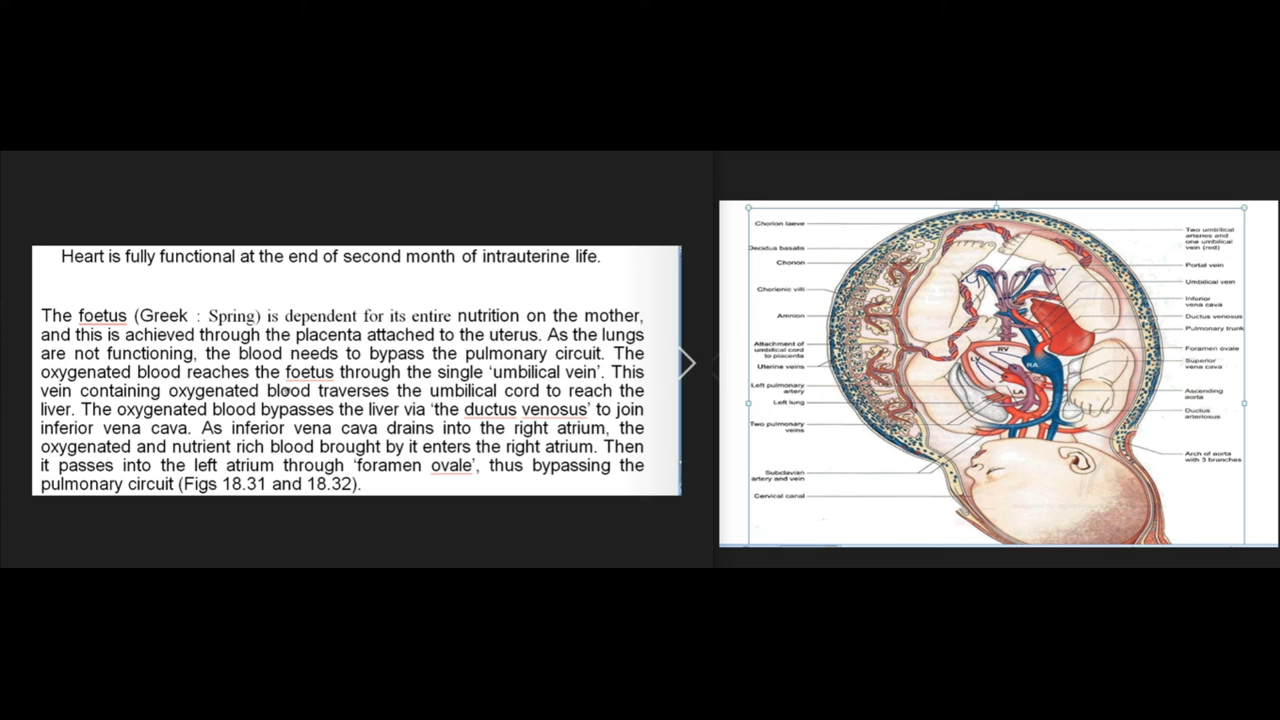 Heart is fully functional at the end of second month of intrauterine life.
The foetus (Greek : Spring) is dependent for its entire nutrition on the mother,
and this is achieved through the placenta attached to the uterus. As the lungs
are not functioning, the blood needs to bypass the pulmonary circuit. The
oxygenated blood reaches the foetus through the single ‘umbilical vein’. This
vein containing oxygenated blood traverses the umbilical cord to reach the
liver. The oxygenated blood bypasses the liver via ‘the ductus venosus’ to join
inferior vena cava. As inferior vena cava drains into the right atrium, the
oxygenated and nutrient rich blood brought by it enters the right atrium. Then
it passes into the left atrium through ‘foramen ovale’, thus bypassing the
pulmonary circuit (Figs 18.31 and 18.32).
Chorion laeve
Decidua basalis
Chorion
Chorionic villi
Amnion
Attachment of
umbilical cord
to placenta
Uterine veins
Left pulmonary
artery
Left lung
Two pulmonary
veins
Subclavian
artery and vein
Cervical canal
RV
LV
RA
LA
Two umbilical
arteries and
one umbilical
vein (red)
Portal vein
Umbilical vein
Inferior
vena cava
Ductus venosus
Pulmonary trunk
Foramen ovale
Superior
vena cava
Ascending
aorta
Ductus
arteriosus
Arch of aorta
with 3 branches